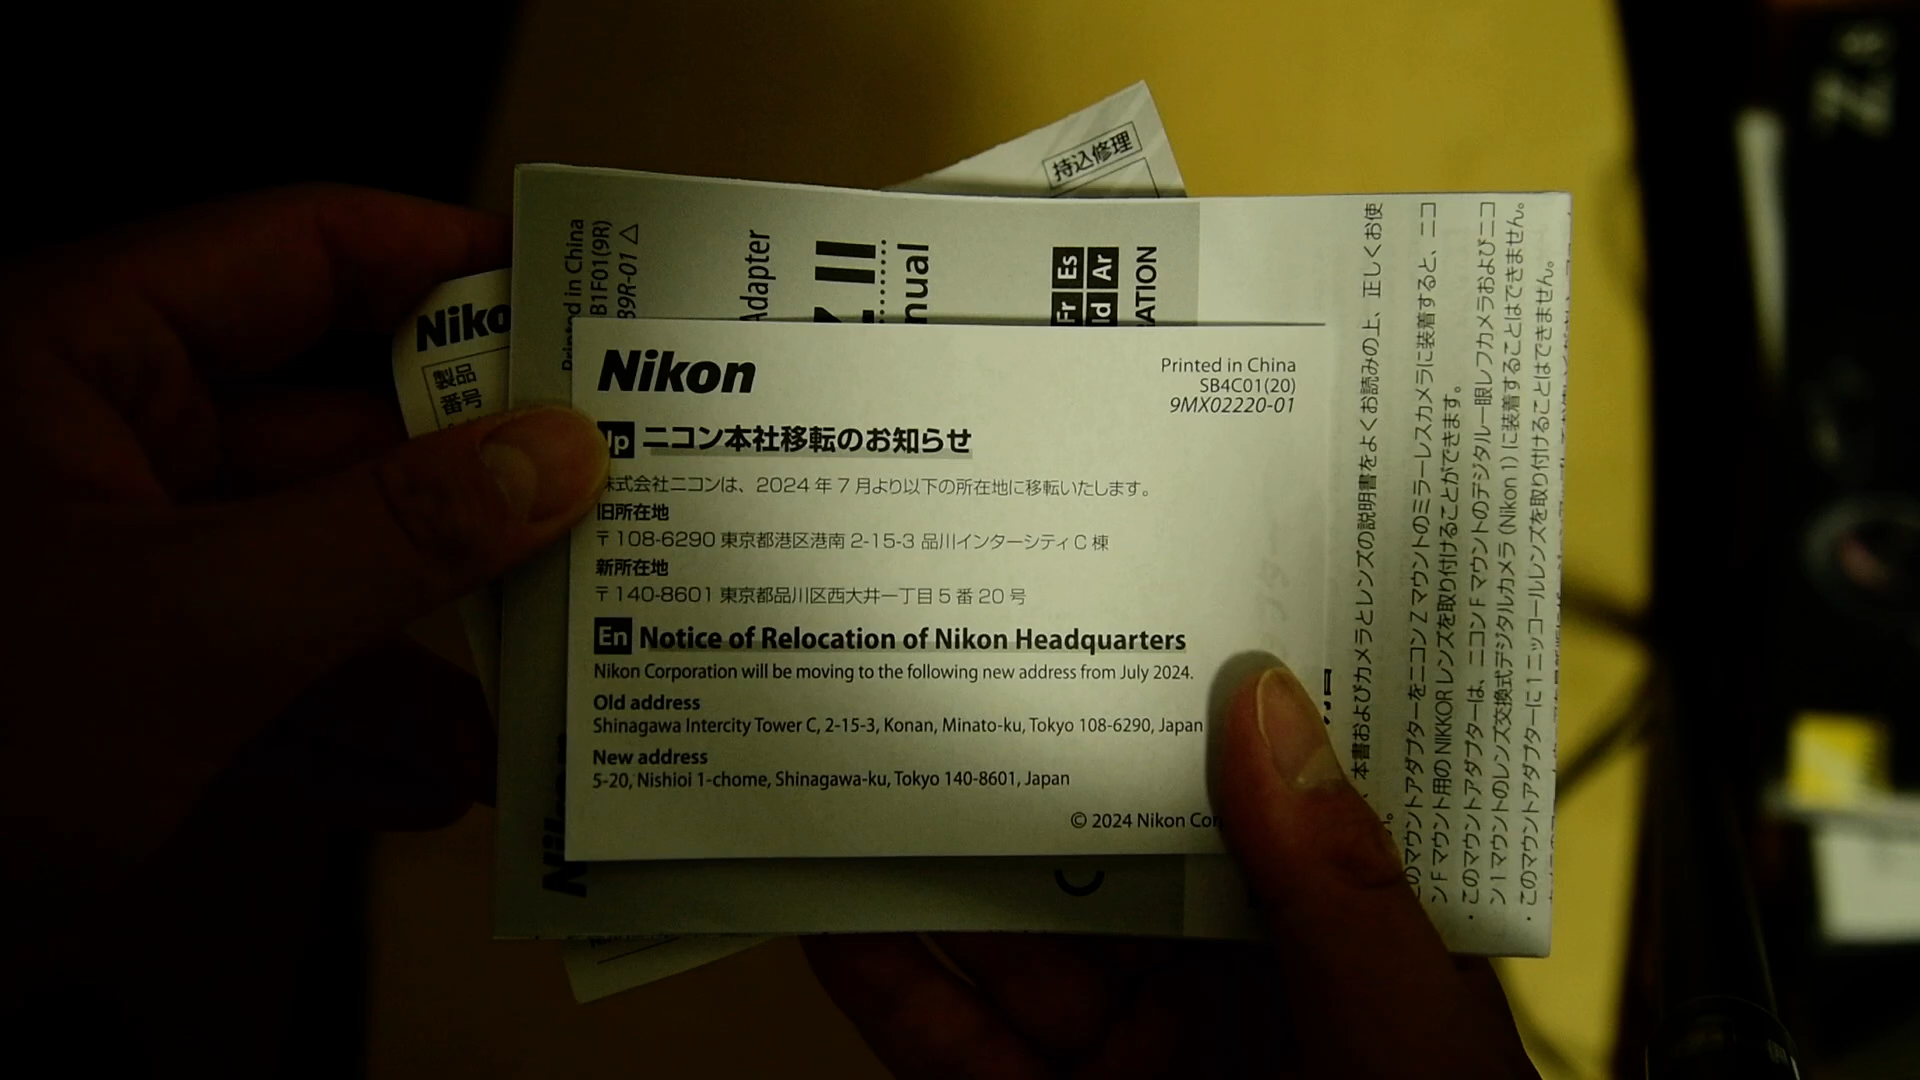 持込修理
Nikon
製品
番号
Printed in China
B1F01(9R)
Adapter
II
Fr Es
Id Ar
Nikon
Printed in China
SB4C01(20)
9MX02220-01
Jp ニコン本社移転のお知らせ
株式会社ニコンは、2024 年 7 月より以下の所在地に移転いたします。
旧所在地
〒108-6290 東京都港区港南 2-15-3 品川インターシティ C 棟
新所在地
〒140-8601 東京都品川区西大井一丁目 5 番 20 号
En Notice of Relocation of Nikon Headquarters
Nikon Corporation will be moving to the following new address from July 2024.
Old address
Shinagawa Intercity Tower C, 2-15-3, Konan, Minato-ku, Tokyo 108-6290, Japan
New address
5-20, Nishioi 1-chome, Shinagawa-ku, Tokyo 140-8601, Japan
© 2024 Nikon
本書およびカメラとレンズの説明書をよくお読みの上、正しくお使
このマウントアダプターをニコン Z マウントのミラーレスカメラに装着すると、ニコ
ン F マウント用の NIKKOR レンズを取り付けることができます。
・このマウントアダプターは、ニコン F マウントのデジタル一眼レフカメラおよびニコ
ン 1 マウントのレンズ交換式デジタルカメラ (Nikon 1) に装着することはできません。
・このマウントアダプターに 1 ニッコールレンズを取り付けることはできません。
Nikon